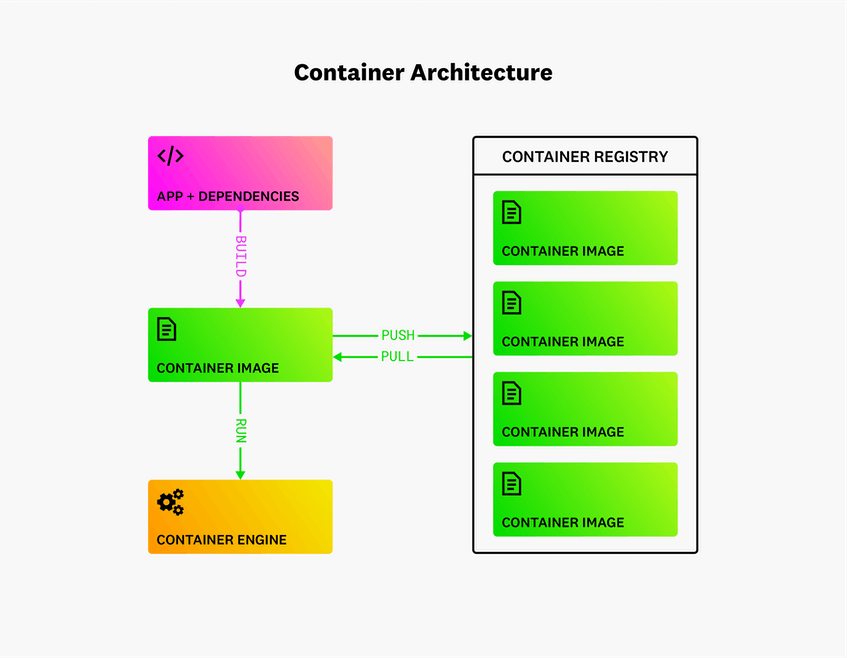 Container Architecture
</>
APP + DEPENDENCIES
BUILD
CONTAINER IMAGE
PUSH
PULL
RUN
CONTAINER ENGINE
CONTAINER REGISTRY
CONTAINER IMAGE
CONTAINER IMAGE
CONTAINER IMAGE
CONTAINER IMAGE